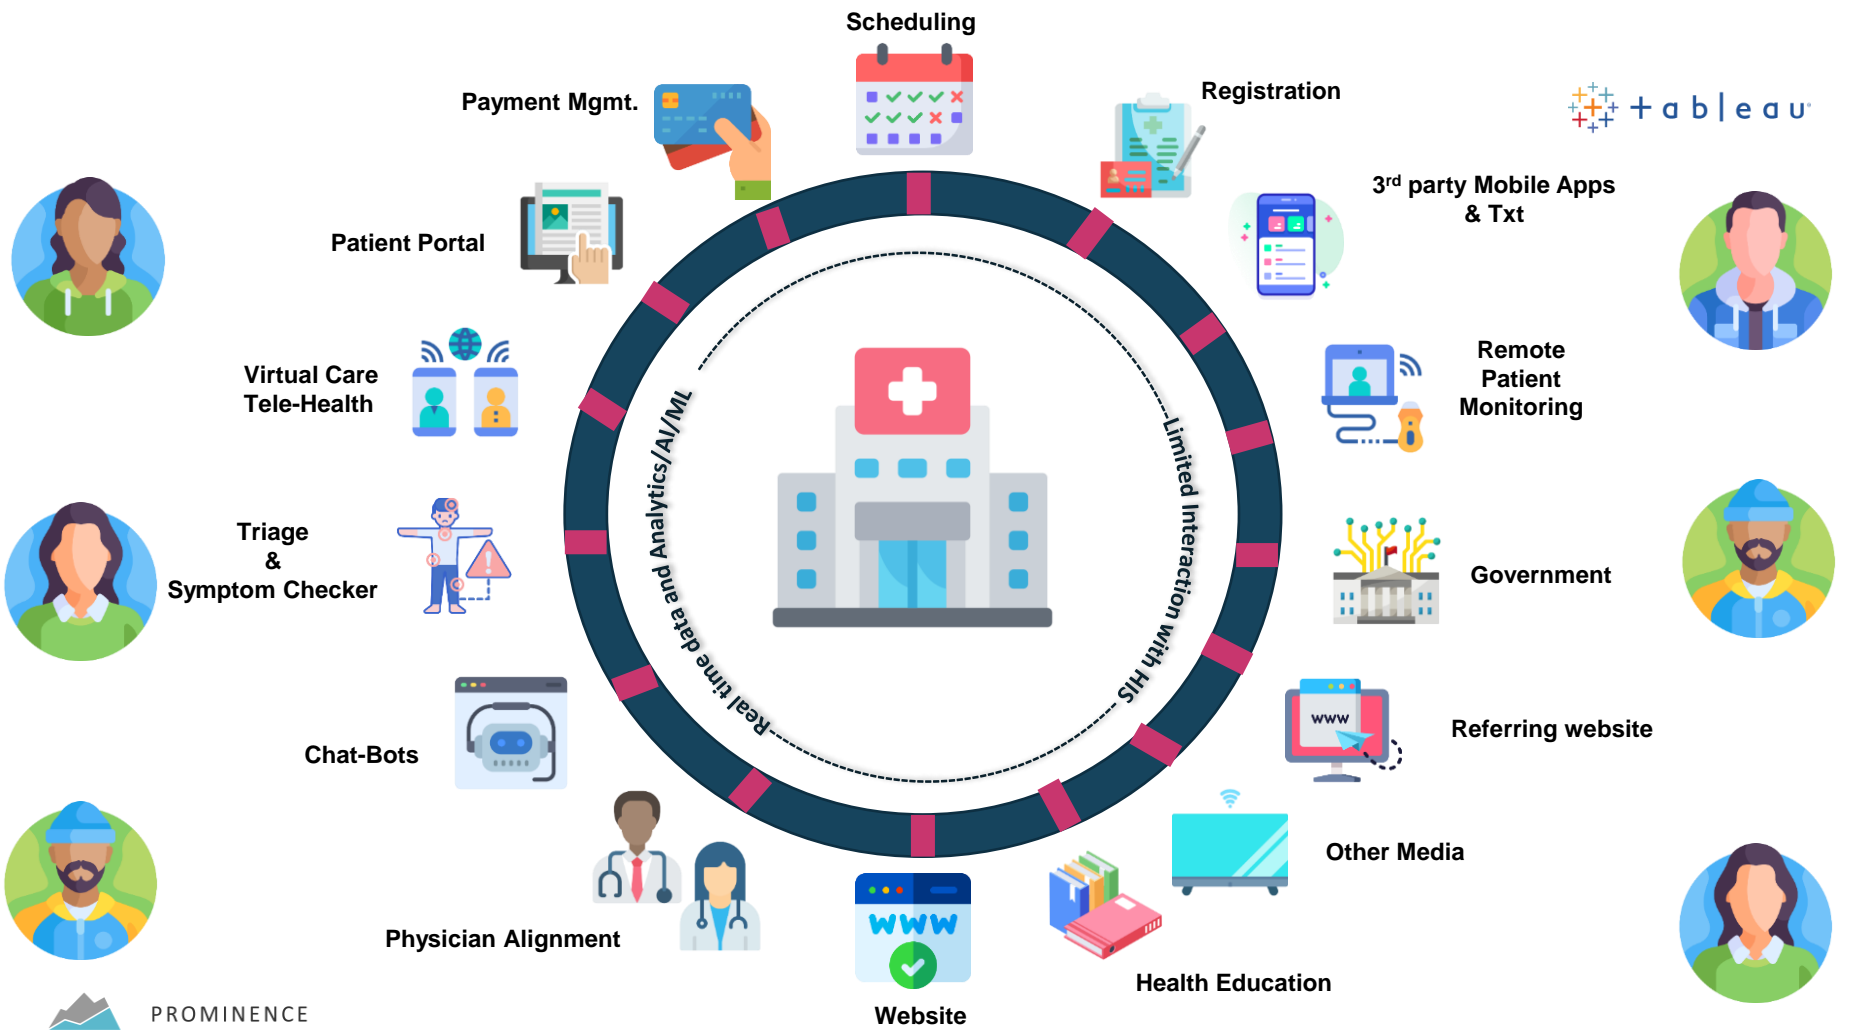 Scheduling
Payment Mgmt.
Registration
+ableau
3rd party Mobile Apps
& Txt
Patient Portal
Virtual Care
Tele-Health
Remote
Patient
Monitoring
Real time data and Analytics/AI/ML
Limited Interaction with HIS
Triage
&
Symptom Checker
Government
www
Referring website
Chat-Bots
Other Media
Physician Alignment
www
Website
Health Education
PROMINENCE